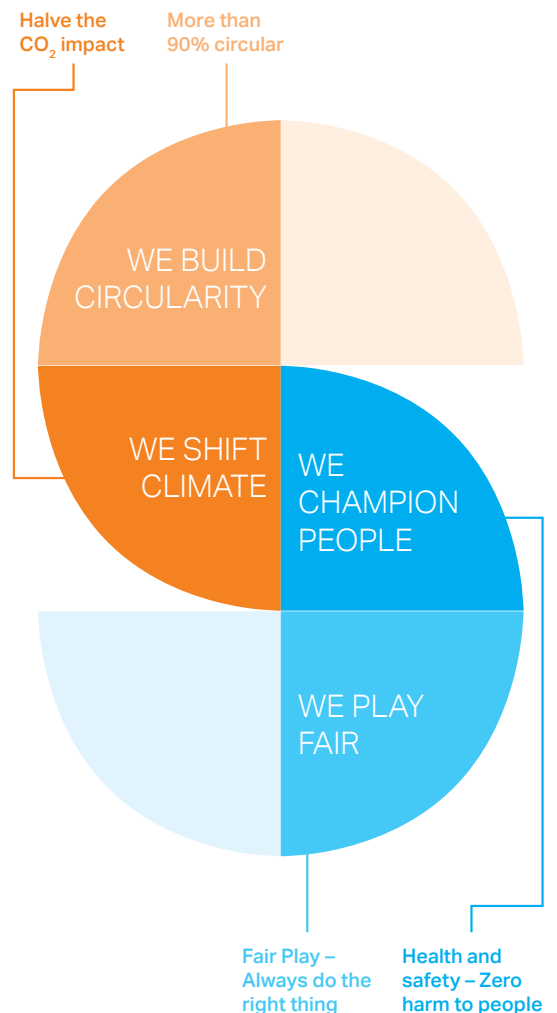 Halve the
CO₂ impact
More than
90% circular
WE BUILD
CIRCULARITY
WE SHIFT
CLIMATE
WE
CHAMPION
PEOPLE
WE PLAY
FAIR
Fair Play –
Always do the
right thing
Health and
safety – Zero
harm to people